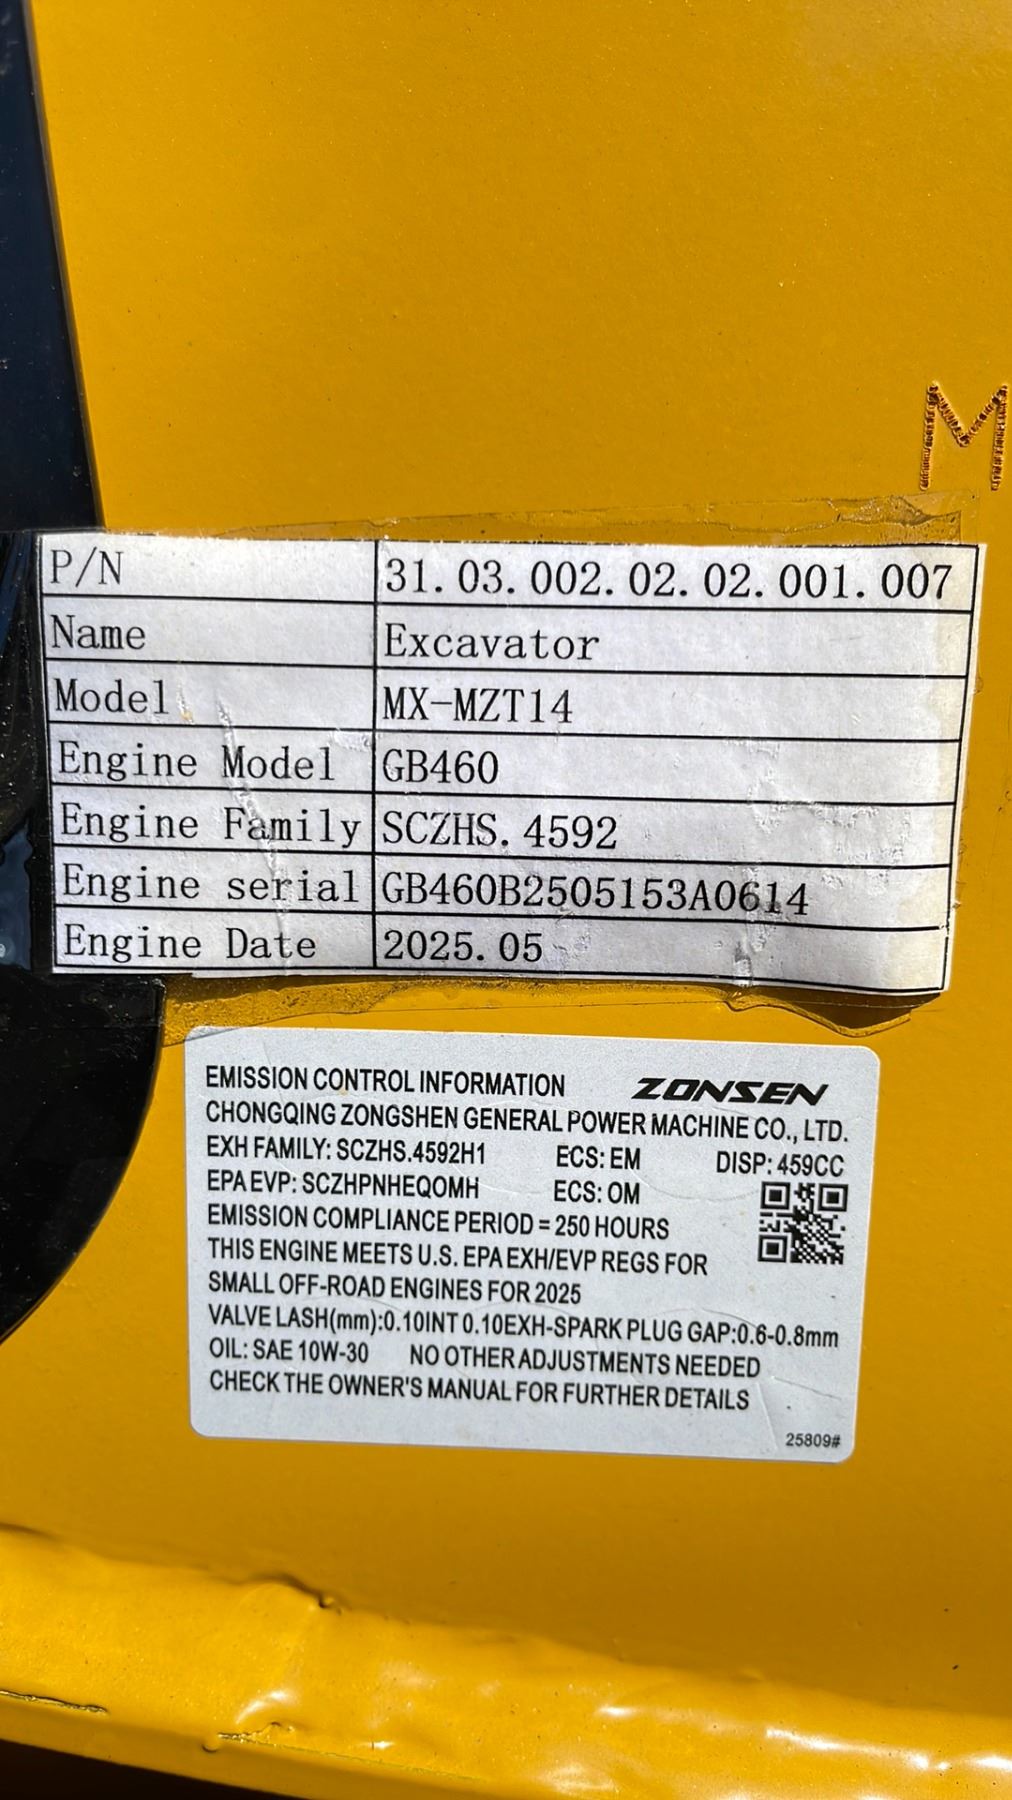 M
P/N 31.03.002.02.02.001.007
Name Excavator
Model MX-MZT14
Engine Model GB460
Engine Family SCZHS.4592
Engine serial GB460B2505153A0614
Engine Date 2025.05
EMISSION CONTROL INFORMATION ZONSEN
CHONGQING ZONGSHEN GENERAL POWER MACHINE CO., LTD.
EXH FAMILY: SCZHS.4592H1 ECS: EM DISP: 459CC
EPA EVP: SCZHPNHEQOMH ECS: OM
EMISSION COMPLIANCE PERIOD = 250 HOURS
THIS ENGINE MEETS U.S. EPA EXH/EVP REGS FOR
SMALL OFF-ROAD ENGINES FOR 2025
VALVE LASH(mm):0.10INT 0.10EXH-SPARK PLUG GAP:0.6-0.8mm
OIL: SAE 10W-30 NO OTHER ADJUSTMENTS NEEDED
CHECK THE OWNER'S MANUAL FOR FURTHER DETAILS
25809#